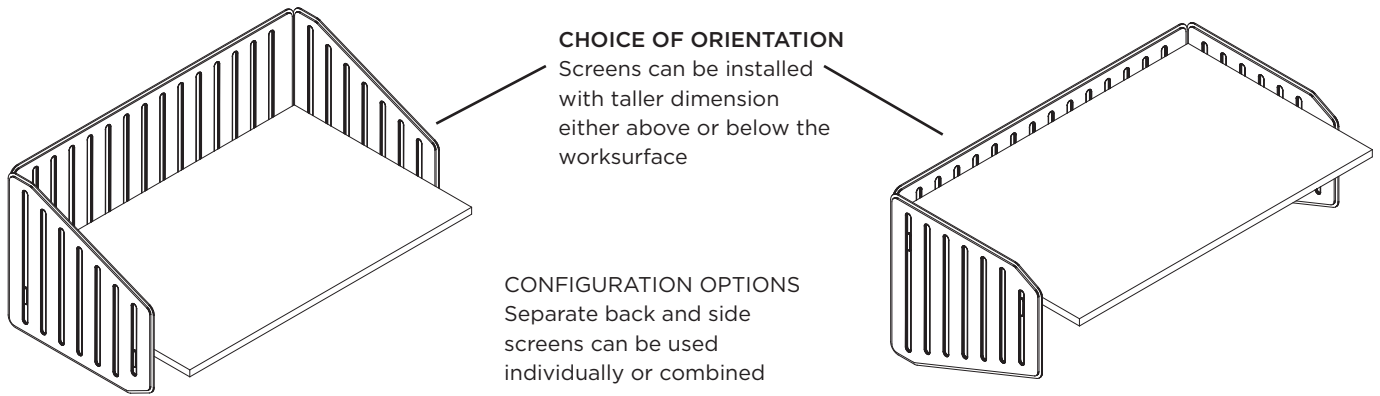 CHOICE OF ORIENTATION
Screens can be installed
with taller dimension
either above or below the
worksurface
CONFIGURATION OPTIONS
Separate back and side
screens can be used
individually or combined